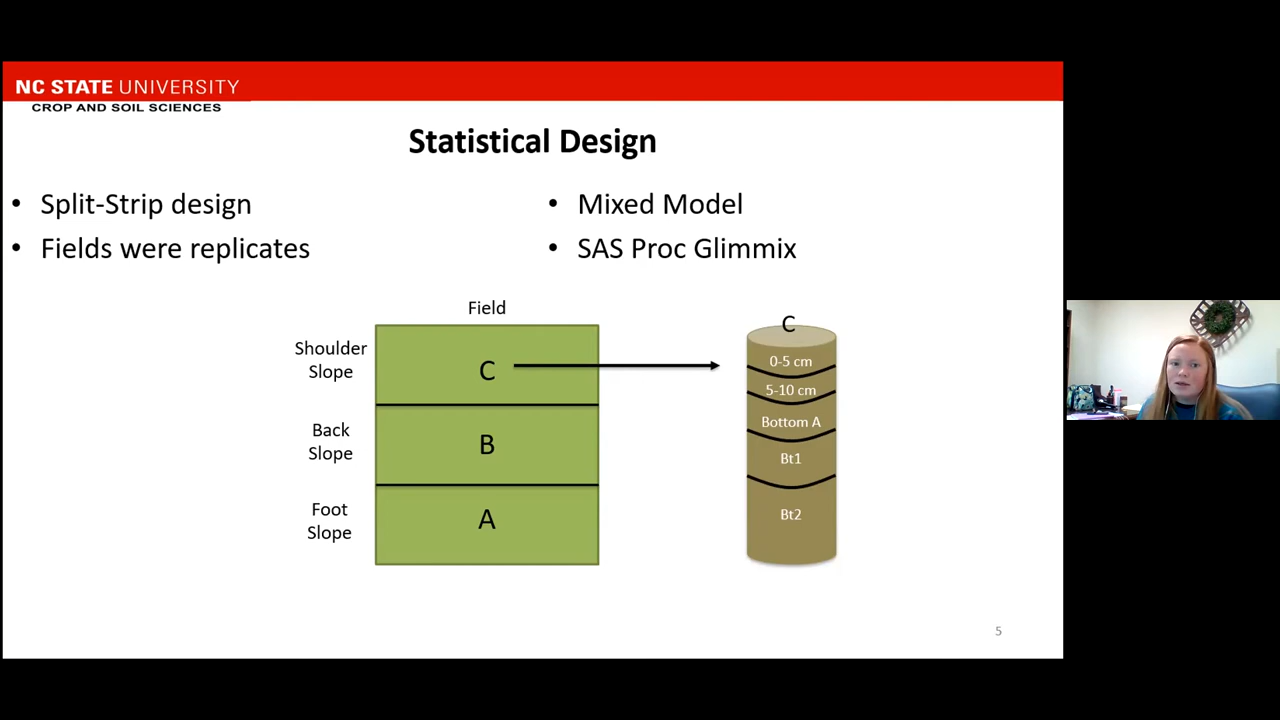 NC STATE UNIVERSITY
CROP AND SOIL SCIENCES
Statistical Design
• Split-Strip design
• Fields were replicates
• Mixed Model
• SAS Proc Glimmix
Field
Shoulder
Slope
C
Back
Slope
B
Foot
Slope
A
C
0-5 cm
5-10 cm
Bottom A
Bt1
Bt2
5